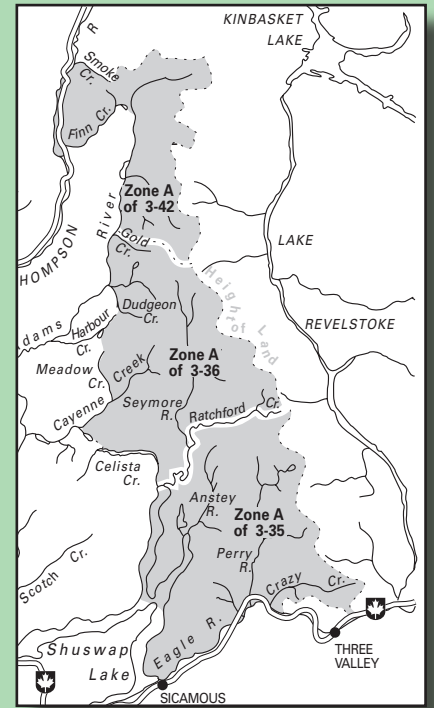 KINBASKET
LAKE
R
Smoke
Cr.
Finn Cr.
Zone A
of 3-42
River
HOMPSON
Gold
Cr.
LAKE
Height
of Land
Dudgeon
Cr.
REVELSTOKE
dams
Harbour
Cr.
Zone A
of 3-36
Meadow
Cr.
Cayenne Creek
Seymore
R.
Ratchford Cr.
Celista
Cr.
Anstey
R.
Zone A
of 3-35
Scotch Cr.
Perry
R.
Crazy Cr.
Eagle R.
Shuswap
Lake
THREE
VALLEY
SICAMOUS